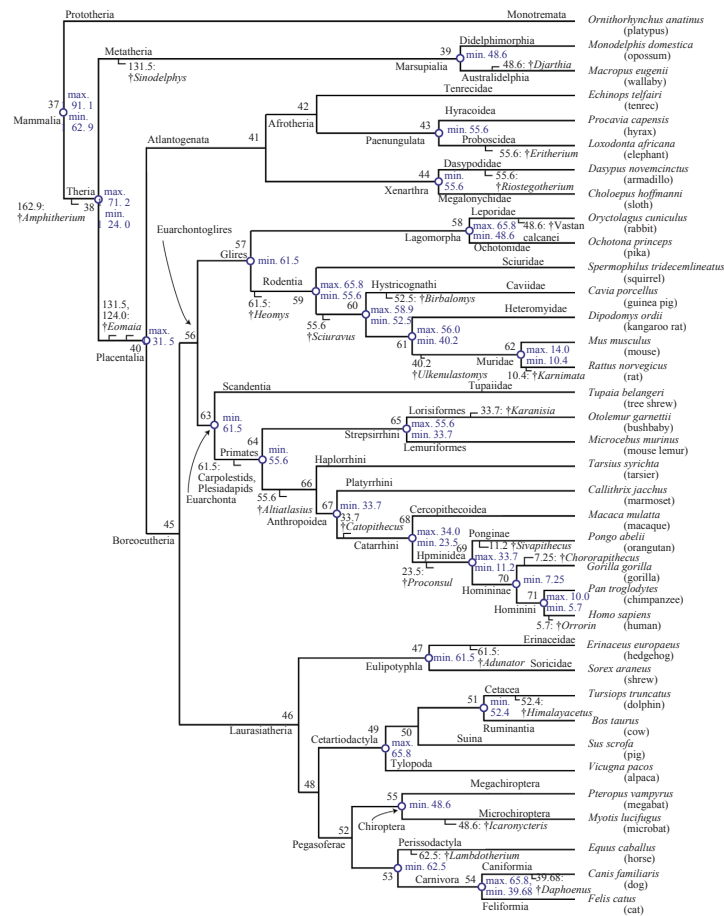 Prototheria
Monotremata
Ornithorhynchus anatinus
(platypus)
Didelphimorphia
Monodelphis domestica
(opossum)
Metatheria
39
min. 48.6
131.5:
†Sinodelphys
Marsupialia
48.6: †Djarthia
Macropus eugenii
(wallaby)
Australidelphia
max.
91. 1
min.
62. 9
37
Mammalia
Tenrecidae
Echinops telfairi
(tenrec)
42
Afrotheria
Hyracoidea
Procavia capensis
(hyrax)
43
min. 55.6
Paenungulata
Proboscidea
Loxodonta africana
(elephant)
55.6: †Eritherium
Atlantogenata
41
Dasypodidae
Dasypus novemcinctus
(armadillo)
44
min.
55.6
55.6:
†Riostegotherium
Xenarthra
Megalonychidae
Choloepus hoffmanni
(sloth)
Theria
38
max.
71. 2
min.
24. 0
162.9:
†Amphitherium
Leporidae
Oryctolagus cuniculus
(rabbit)
58
max. 65.8
min. 48.6
48.6: †Vastan
calcanei
Lagomorpha
Ochotonidae
Ochotona princeps
(pika)
Euarchontoglires
57
Glires
min. 61.5
Sciuridae
Spermophilus tridecemlineatus
(squirrel)
Rodentia
61.5:
†Heomys
59
max. 65.8
min. 55.6
Hystricognathi
Caviidae
Cavia porcellus
(guinea pig)
52.5: †Birbalomys
60
max. 58.9
min. 52.5
55.6
†Sciuravus
Heteromyidae
Dipodomys ordii
(kangaroo rat)
max. 56.0
min. 40.2
61
62
Mus musculus
(mouse)
max. 14.0
min. 10.4
Muridae
40.2
†Ulkenulastomys
10.4: †Karnimata
Rattus norvegicus
(rat)
131.5,
124.0:
†Eomaia
40
Placentalia
max.
31. 5
56
Scandentia
Tupaiidae
Tupaia belangeri
(tree shrew)
63
min.
61.5
Lorisiformes
33.7: †Karanisia
Otolemur garnettii
(bushbaby)
65
max. 55.6
min. 33.7
Strepsirrhini
Lemuriformes
Microcebus murinus
(mouse lemur)
64
Primates
min.
55.6
61.5:
Carpolestids,
Plesiadapids
Euarchonta
Haplorrhini
Tarsius syrichta
(tarsier)
66
55.6
†Altiatlasius
Anthropoidea
Platyrrhini
Callithrix jacchus
(marmoset)
67
min. 33.7
33.7
†Catopithecus
Catarrhini
Cercopithecoidea
Macaca mulatta
(macaque)
68
max. 34.0
min. 23.5
Ponginae
Pongo abelii
(orangutan)
11.2 †Sivapithecus
Hpminidea
69
max. 33.7
min. 11.2
23.5:
†Proconsul
7.25: †Chororapithecus
Gorilla gorilla
(gorilla)
70
min. 7.25
Homininae
Pan troglodytes
(chimpanzee)
71
max. 10.0
min. 5.7
Hominini
5.7: †Orrorin
Homo sapiens
(human)
45
Boreoeutheria
Erinaceidae
Erinaceus europaeus
(hedgehog)
47
min. 61.5
61.5:
†Adunator
Eulipotyphla
Soricidae
Sorex araneus
(shrew)
46
Laurasiatheria
Cetacea
Tursiops truncatus
(dolphin)
51
min.
52.4
52.4:
†Himalayacetus
Ruminantia
Bos taurus
(cow)
49
50
Cetartiodactyla
max.
65.8
Suina
Sus scrofa
(pig)
Tylopoda
Vicugna pacos
(alpaca)
48
Megachiroptera
Pteropus vampyrus
(megabat)
55
min. 48.6
Chiroptera
Microchiroptera
48.6: †Icaronycteris
Myotis lucifugus
(microbat)
52
Pegasoferae
Perissodactyla
Equus caballus
(horse)
62.5: †Lambdotherium
min. 62.5
53
Caniformia
Canis familiaris
(dog)
Carnivora
54
max. 65.8,
min. 39.68
39.68:
†Daphoenus
Feliformia
Felis catus
(cat)